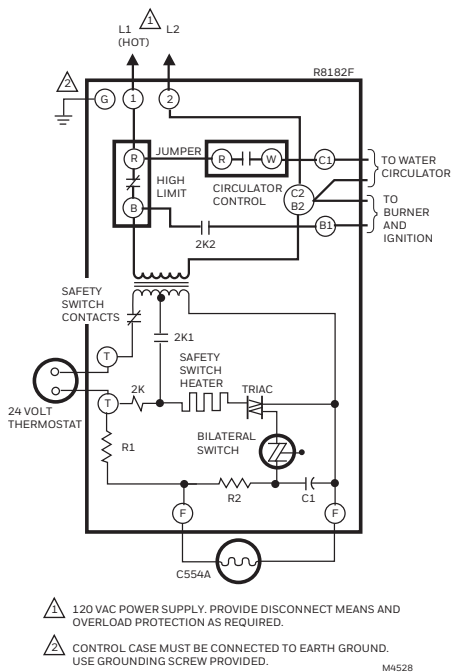 1
L1 L2
(HOT)
2
R8182F
G 1 2
JUMPER
R R W C1
TO WATER
CIRCULATOR
HIGH
LIMIT
CIRCULATOR
CONTROL
C2
B2
B
TO
BURNER
AND
IGNITION
B1
2K2
SAFETY
SWITCH
CONTACTS
2K1
T
SAFETY
SWITCH
HEATER
TRIAC
2K
T
24 VOLT
THERMOSTAT
BILATERAL
SWITCH
R1
R2 C1
F F
C554A
1 120 VAC POWER SUPPLY. PROVIDE DISCONNECT MEANS AND
OVERLOAD PROTECTION AS REQUIRED.
2 CONTROL CASE MUST BE CONNECTED TO EARTH GROUND.
USE GROUNDING SCREW PROVIDED.
M4528